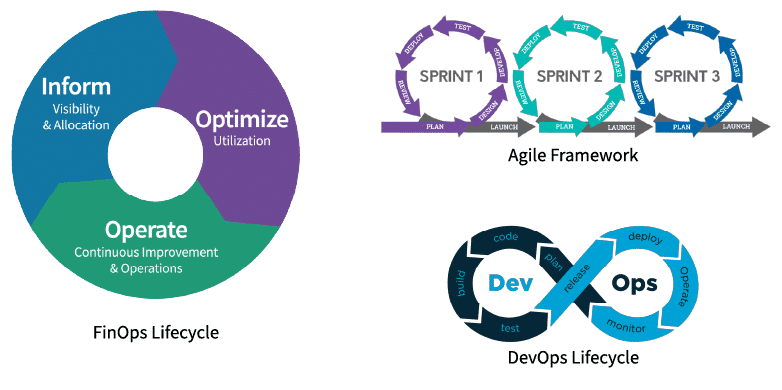 Inform
Visibility
& Allocation
Optimize
Utilization
Operate
Continuous Improvement
& Operations
FinOps Lifecycle
SPRINT 1
PLAN
DESIGN
DEVELOP
TEST
DEPLOY
REVIEW
LAUNCH
SPRINT 2
PLAN
DESIGN
DEVELOP
TEST
DEPLOY
REVIEW
LAUNCH
SPRINT 3
PLAN
DESIGN
DEVELOP
TEST
DEPLOY
REVIEW
LAUNCH
Agile Framework
Dev
plan
code
build
test
Ops
release
deploy
Operate
monitor
DevOps Lifecycle